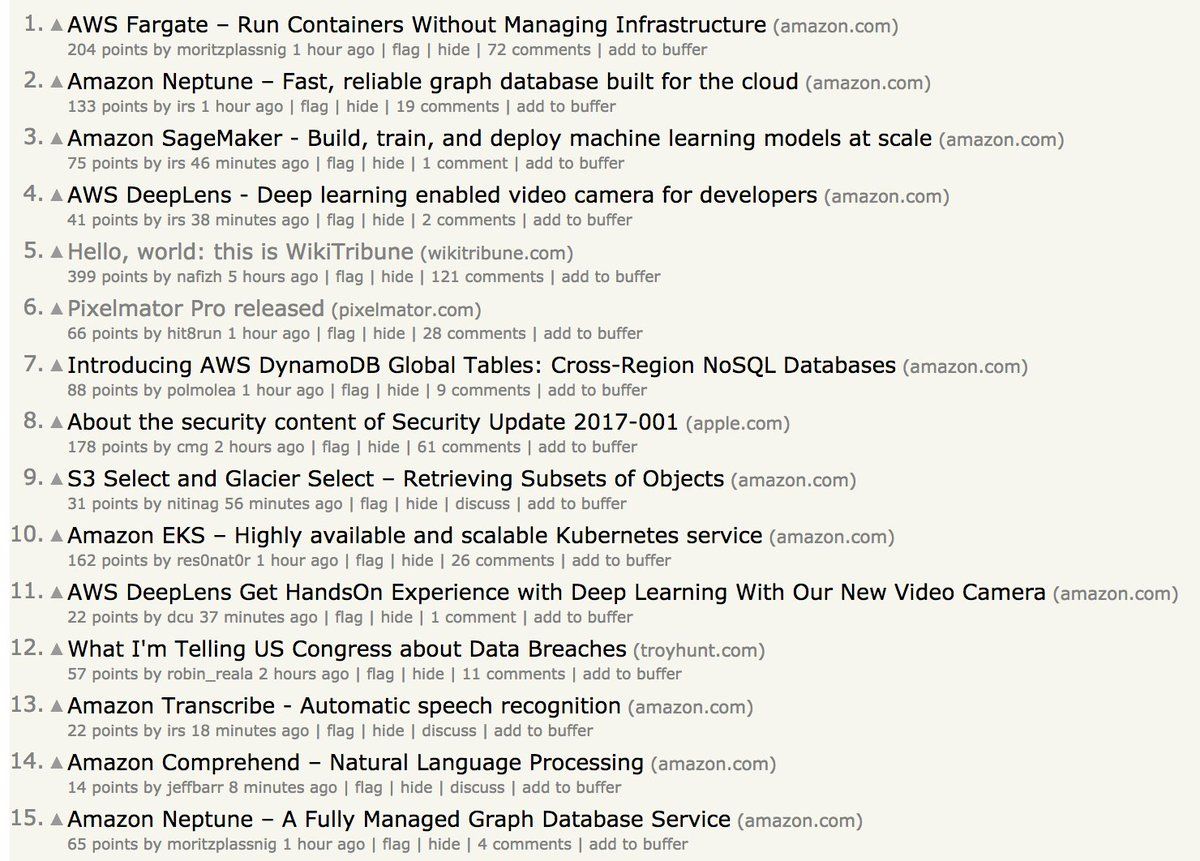 1. AWS Fargate – Run Containers Without Managing Infrastructure (amazon.com)
204 points by moritzplassnig 1 hour ago | flag | hide | 72 comments | add to buffer
2. Amazon Neptune – Fast, reliable graph database built for the cloud (amazon.com)
133 points by irs 1 hour ago | flag | hide | 19 comments | add to buffer
3. Amazon SageMaker - Build, train, and deploy machine learning models at scale (amazon.com)
75 points by irs 46 minutes ago | flag | hide | 1 comment | add to buffer
4. AWS DeepLens - Deep learning enabled video camera for developers (amazon.com)
41 points by irs 38 minutes ago | flag | hide | 2 comments | add to buffer
5. Hello, world: this is WikiTribune (wikitribune.com)
399 points by nafizh 5 hours ago | flag | hide | 121 comments | add to buffer
6. Pixelmator Pro released (pixelmator.com)
66 points by hit8run 1 hour ago | flag | hide | 28 comments | add to buffer
7. Introducing AWS DynamoDB Global Tables: Cross-Region NoSQL Databases (amazon.com)
88 points by polmolea 1 hour ago | flag | hide | 9 comments | add to buffer
8. About the security content of Security Update 2017-001 (apple.com)
178 points by cmg 2 hours ago | flag | hide | 61 comments | add to buffer
9. S3 Select and Glacier Select – Retrieving Subsets of Objects (amazon.com)
31 points by nitinag 56 minutes ago | flag | hide | discuss | add to buffer
10. Amazon EKS – Highly available and scalable Kubernetes service (amazon.com)
162 points by res0nat0r 1 hour ago | flag | hide | 26 comments | add to buffer
11. AWS DeepLens Get HandsOn Experience with Deep Learning With Our New Video Camera (amazon.com)
22 points by dcu 37 minutes ago | flag | hide | 1 comment | add to buffer
12. What I'm Telling US Congress about Data Breaches (troyhunt.com)
57 points by robin_reala 2 hours ago | flag | hide | 11 comments | add to buffer
13. Amazon Transcribe - Automatic speech recognition (amazon.com)
22 points by irs 18 minutes ago | flag | hide | discuss | add to buffer
14. Amazon Comprehend – Natural Language Processing (amazon.com)
14 points by jeffbarr 8 minutes ago | flag | hide | discuss | add to buffer
15. Amazon Neptune – A Fully Managed Graph Database Service (amazon.com)
65 points by moritzplassnig 1 hour ago | flag | hide | 4 comments | add to buffer